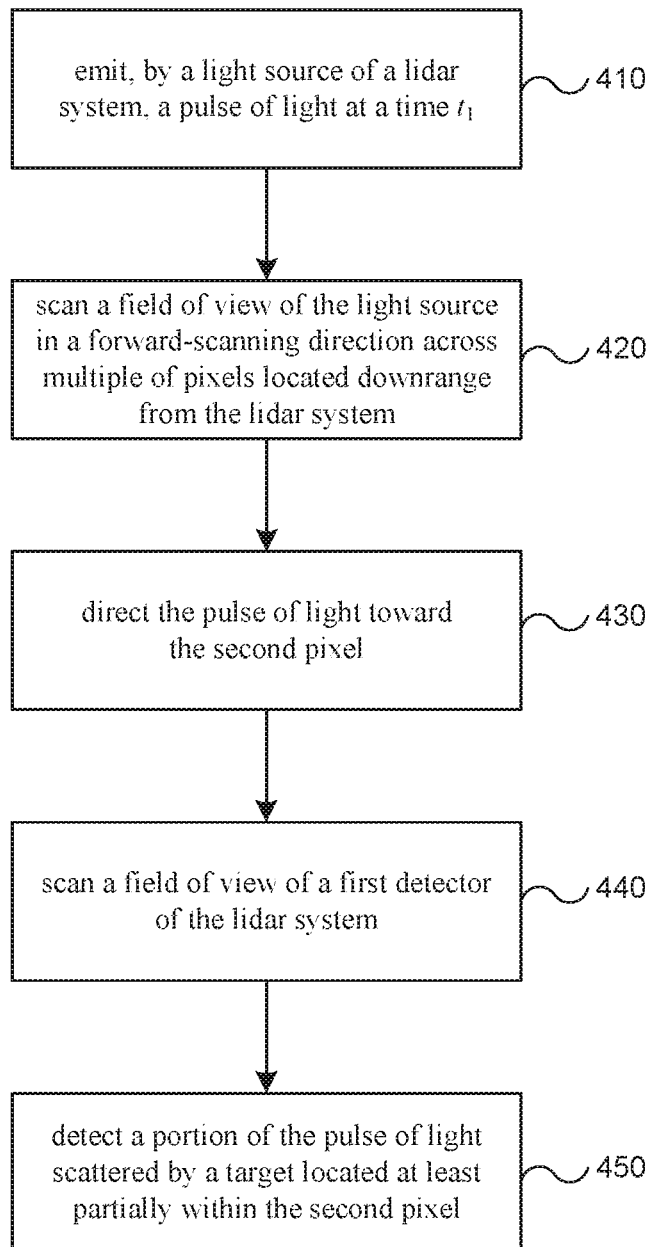 emit, by a light source of a lidar
system, a pulse of light at a time t1
410
scan a field of view of the light source
in a forward-scanning direction across
multiple of pixels located downrange
from the lidar system
420
direct the pulse of light toward
the second pixel
430
scan a field of view of a first detector
of the lidar system
440
detect a portion of the pulse of light
scattered by a target located at least
partially within the second pixel
450